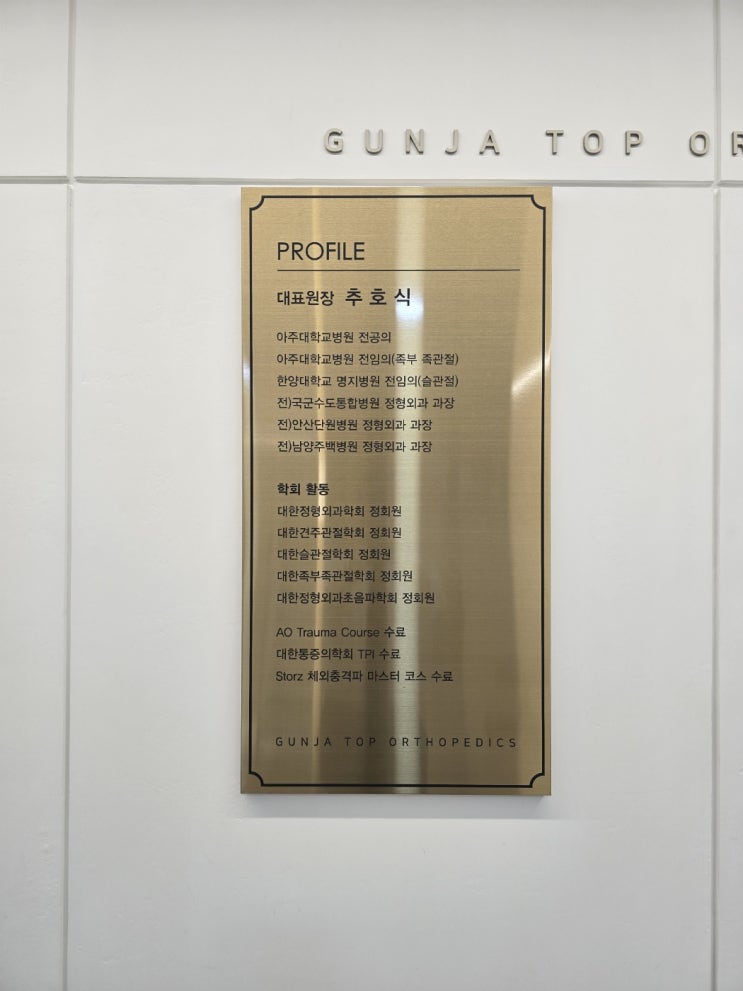 GUNJA TOP OR
PROFILE
대표원장 추호식
아주대학교병원 전공의
아주대학교병원 전임의(족부 족관절)
한양대학교 명지병원 전임의(슬관절)
전)국군수도통합병원 정형외과 과장
전)안산단원병원 정형외과 과장
전)남양주백병원 정형외과 과장
학회 활동
대한정형외과학회 정회원
대한견주관절학회 정회원
대한슬관절학회 정회원
대한족부족관절학회 정회원
대한정형외과초음파학회 정회원
AO Trauma Course 수료
대한통증의학회 TPI 수료
Storz 체외충격파 마스터 코스 수료
GUNJA TOP ORTHOPEDICS